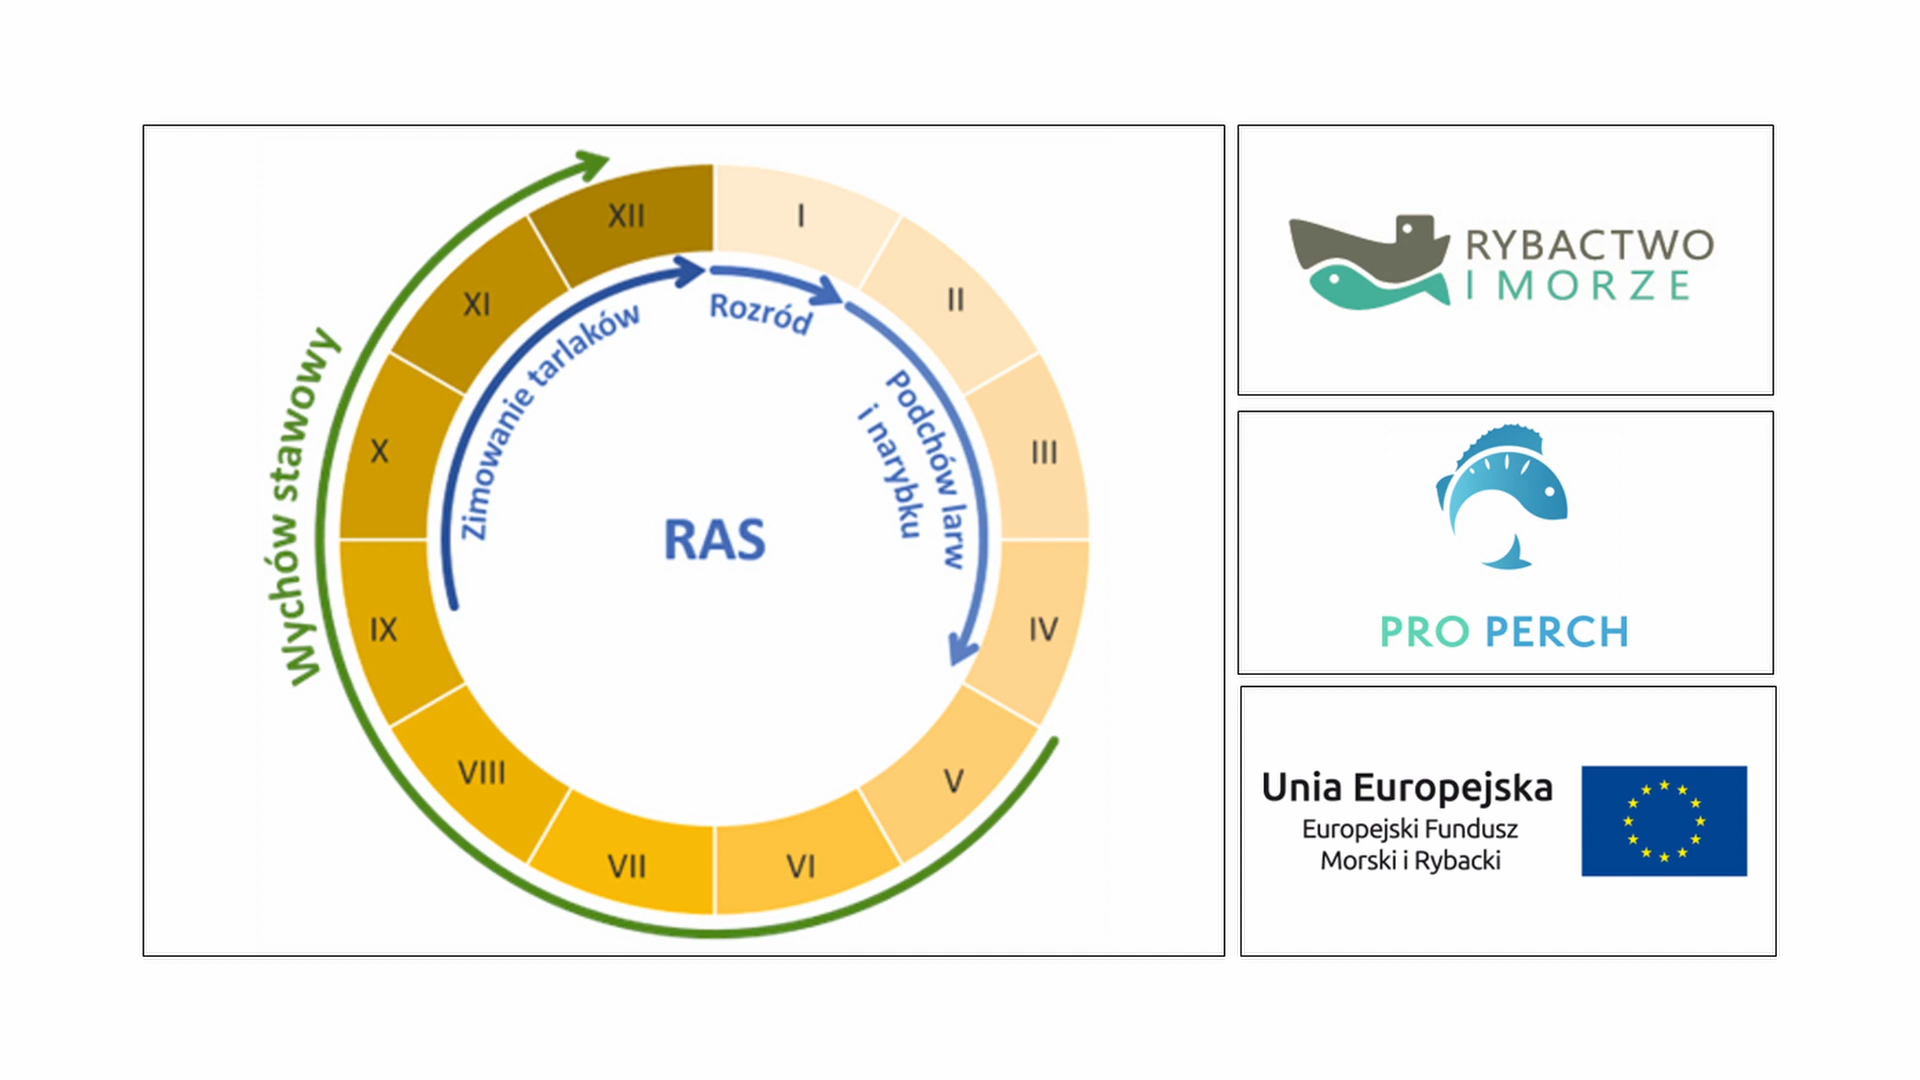 Wychów stawowy
XII
I
II
III
IV
V
VI
VII
VIII
IX
X
XI
Zimowanie tarlaków
Rozród
Podchów larw
i narybku
RAS
RYBACTWO
I MORZE
PRO PERCH
Unia Europejska
Europejski Fundusz
Morski i Rybacki